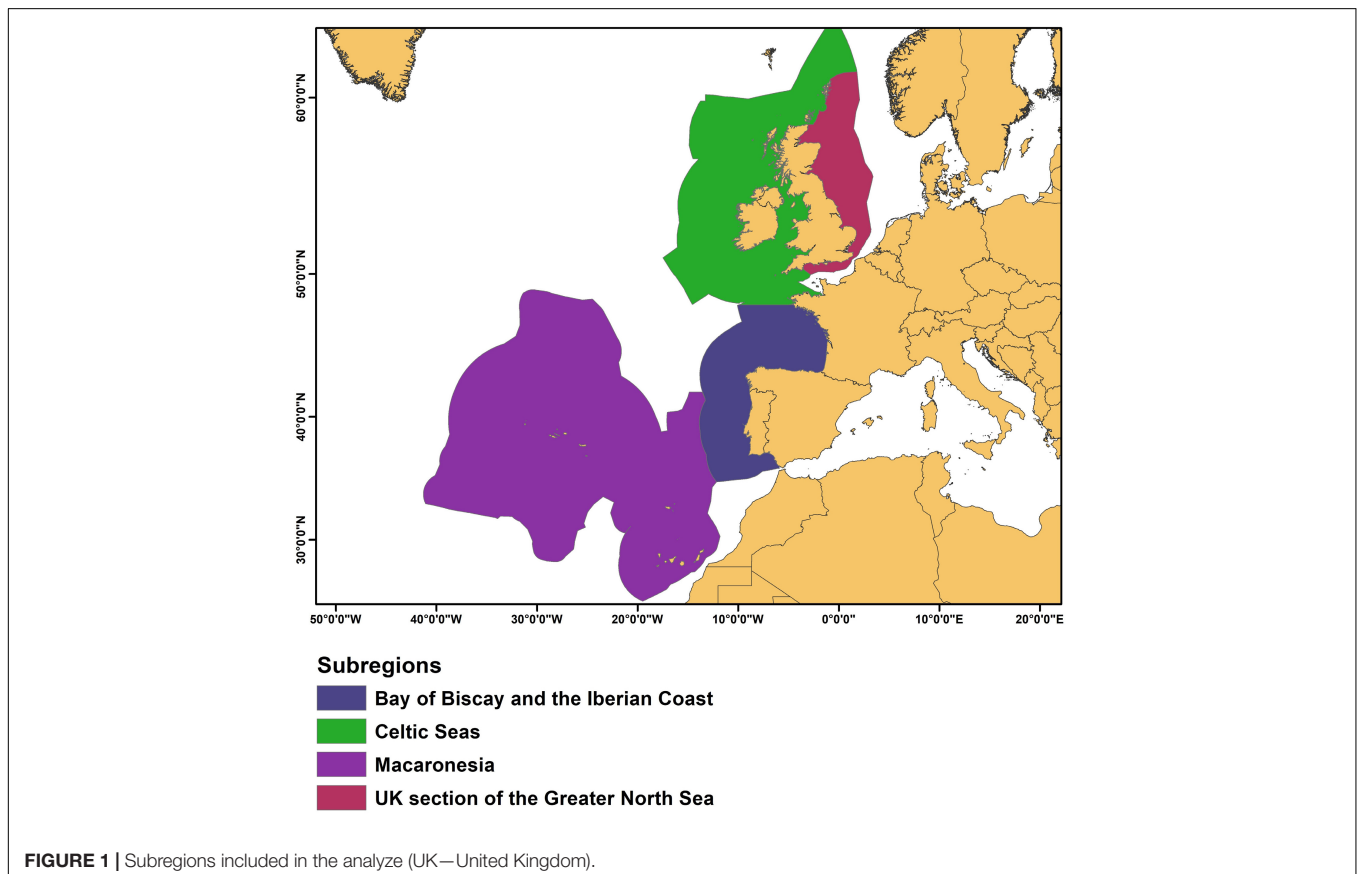 60°0'0"N
50°0'0"N
40°0'0"N
30°0'0"N
50°0'0"W 40°0'0"W 30°0'0"W 20°0'0"W 10°0'0"W 0°0'0" 10°0'0"E 20°0'0"E
Subregions
Bay of Biscay and the Iberian Coast
Celtic Seas
Macaronesia
UK section of the Greater North Sea
FIGURE 1 | Subregions included in the analyze (UK—United Kingdom).